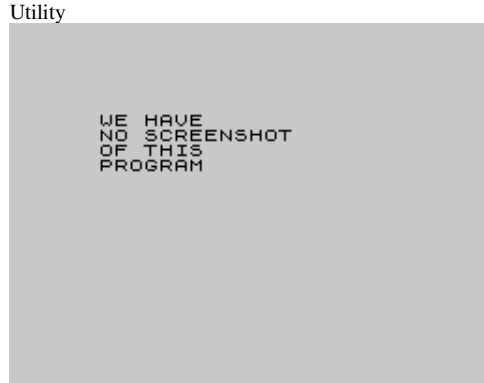 Utility
WE HAVE
NO SCREENSHOT
OF THIS
PROGRAM